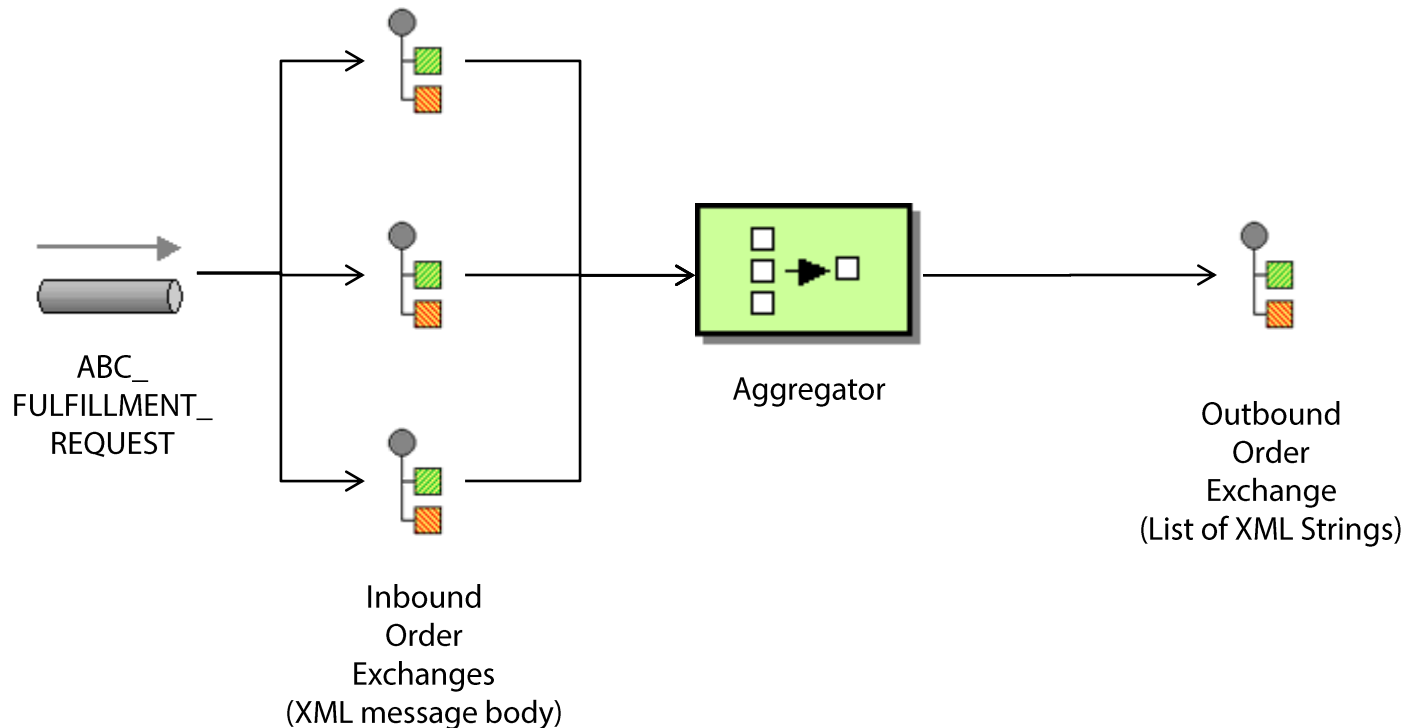 ABC_
FULFILLMENT_
REQUEST
Inbound
Order
Exchanges
(XML message body)
Aggregator
Outbound
Order
Exchange
(List of XML Strings)